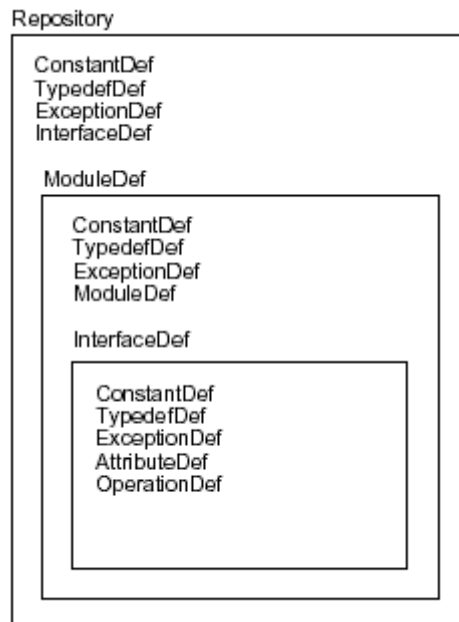 Repository
ConstantDef
TypedefDef
ExceptionDef
InterfaceDef
ModuleDef
ConstantDef
TypedefDef
ExceptionDef
ModuleDef
InterfaceDef
ConstantDef
TypedefDef
ExceptionDef
AttributeDef
OperationDef